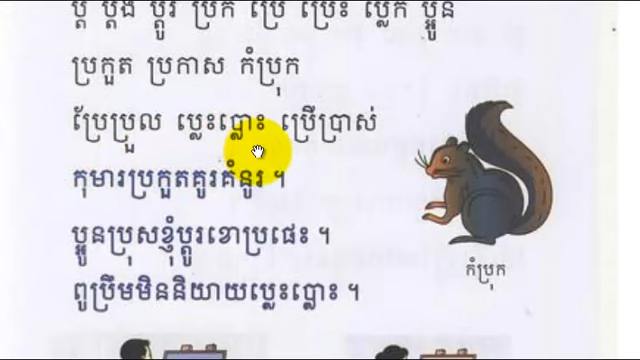 ប្ដី ប្ដឹង ប្ដូរ ប្រក់ ប្រែ ប្រេះ ប្លែក ប្អូន
ប្រកួត ប្រកាស កំប្រុក
ប្រែប្រួល ប្លេះប្លោះ ប្រើប្រាស់
កុមារប្រកួតគូរគំនូរ ។
ប្អូនប្រុសខ្ញុំប្ដូរខោប្រផេះ ។
ពូប្រឹមមិននិយាយប្លេះប្លោះ ។
កំប្រុក